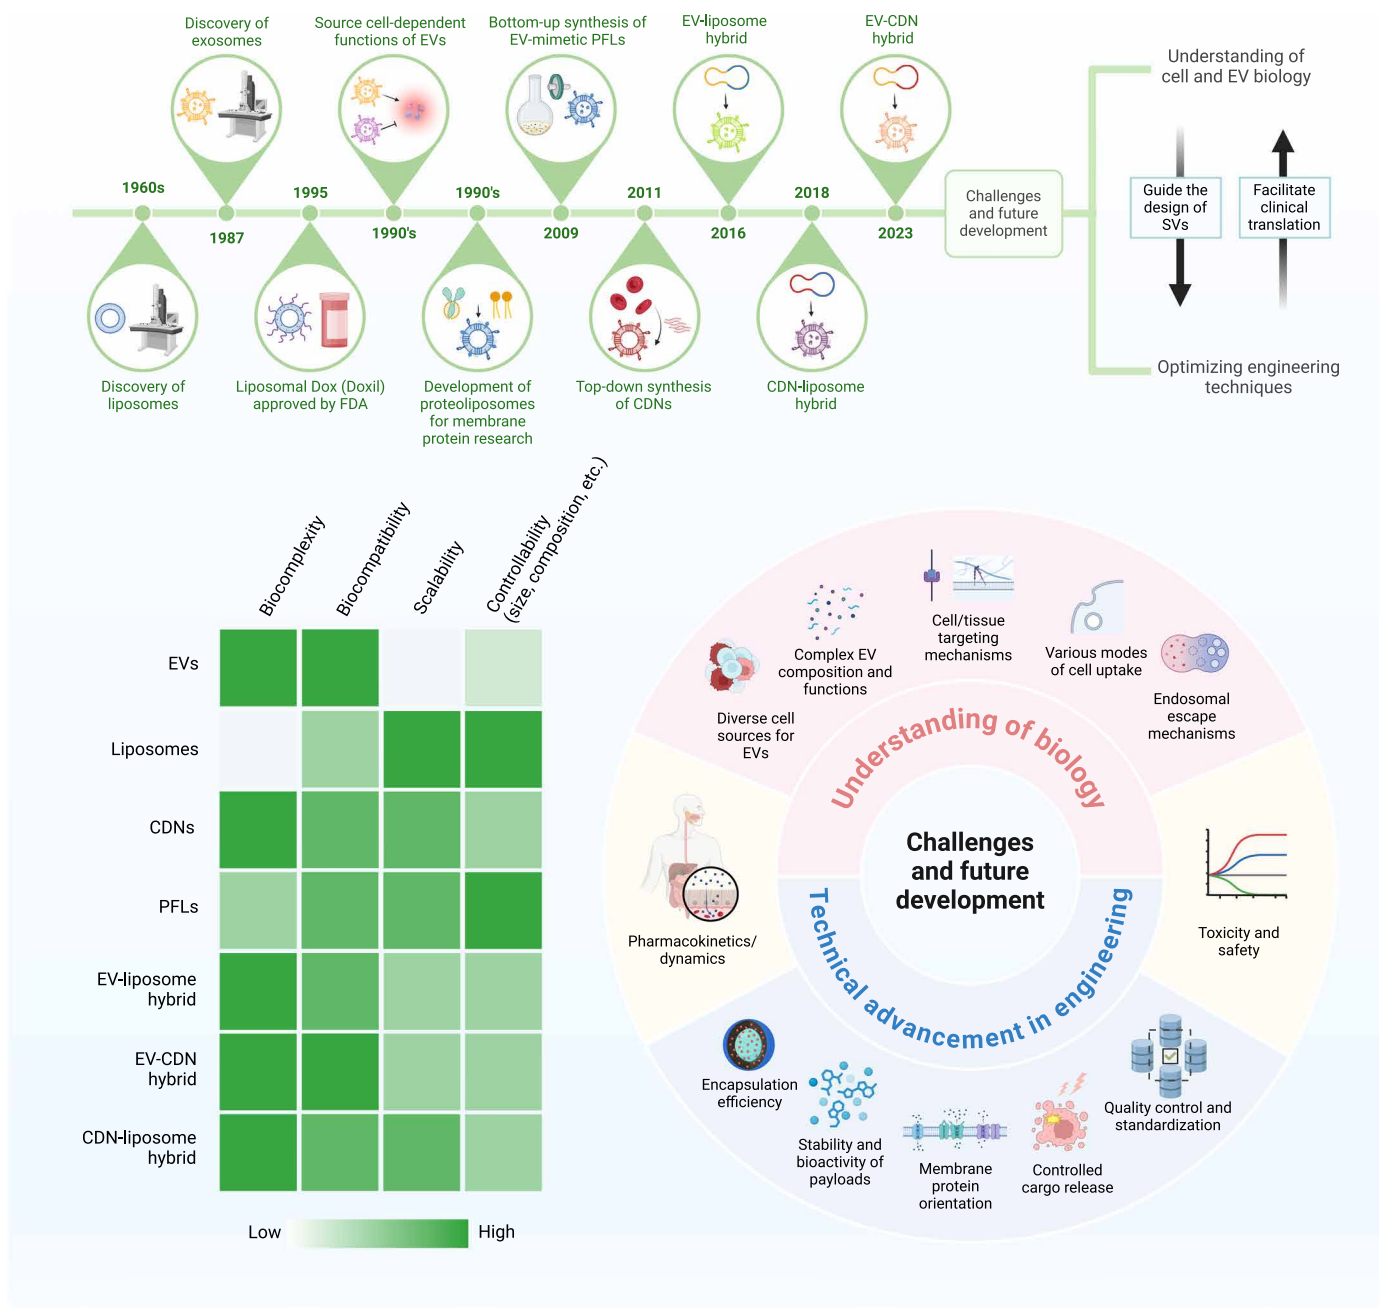 Discovery of
exosomes
Source cell-dependent
functions of EVs
Bottom-up synthesis of
EV-mimetic PFLs
EV-liposome
hybrid
EV-CDN
hybrid
1960s
1987
1995
1990's
1990's
2009
2011
2016
2018
2023
Discovery of
liposomes
Liposomal Dox (Doxil)
approved by FDA
Development of
proteoliposomes
for membrane
protein research
Top-down synthesis
of CDNs
CDN-liposome
hybrid
Challenges
and future
development
Understanding of
cell and EV biology
Guide the
design of
SVs
Facilitate
clinical
translation
Optimizing engineering
techniques
Biocomplexity
Biocompatibility
Scalability
Controllability
(size, composition, etc.)
EVs
Liposomes
CDNs
PFLs
EV-liposome
hybrid
EV-CDN
hybrid
CDN-liposome
hybrid
Low
High
Diverse cell
sources for
EVs
Complex EV
composition and
functions
Cell/tissue
targeting
mechanisms
Various modes
of cell uptake
Endosomal
escape
mechanisms
Understanding of biology
Challenges
and future
development
Technical advancement in engineering
Pharmacokinetics/
dynamics
Toxicity and
safety
Encapsulation
efficiency
Stability and
bioactivity of
payloads
Membrane
protein
orientation
Controlled
cargo release
Quality control and
standardization